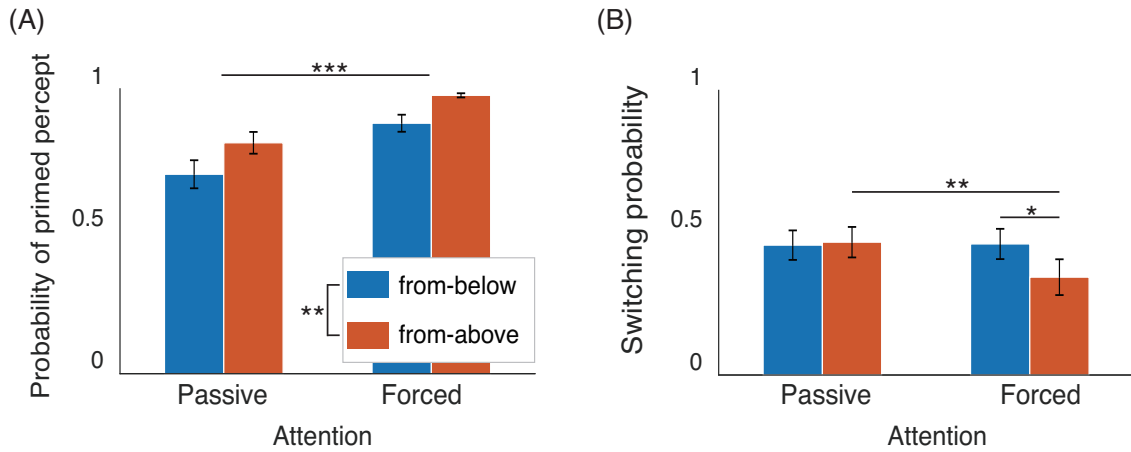 (A)
Probability of primed percept
1
0.5
0
***
**
from-below
from-above
Passive
Forced
Attention
(B)
Switching probability
1
0.5
0
**
*
Passive
Forced
Attention